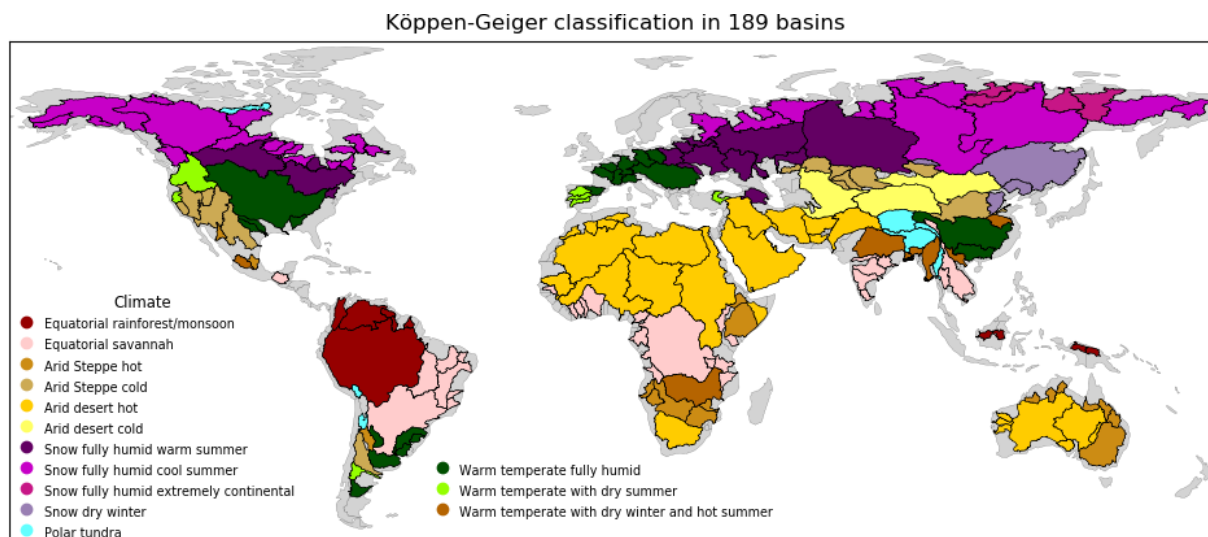 Köppen-Geiger classification in 189 basins
Climate
Equatorial rainforest/monsoon
Equatorial savannah
Arid Steppe hot
Arid Steppe cold
Arid desert hot
Arid desert cold
Snow fully humid warm summer
Snow fully humid cool summer
Snow fully humid extremely continental
Snow dry winter
Polar tundra
Warm temperate fully humid
Warm temperate with dry summer
Warm temperate with dry winter and hot summer